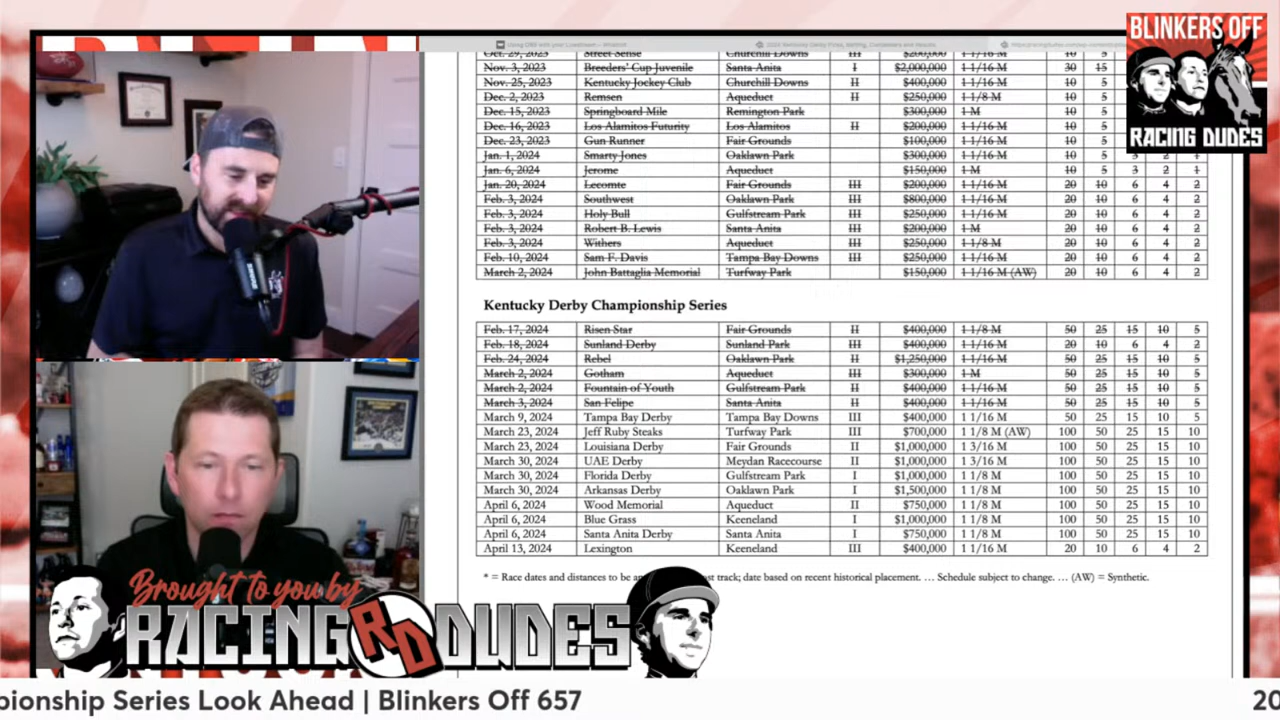 BLINKERS OFF
RACING DUDES
Oct. 29, 2023 Street Sense Churchill Downs III $200,000 1 1/16 M 10 5
Nov. 3, 2023 Breeders' Cup Juvenile Santa Anita I $2,000,000 1 1/16 M 30 15
Nov. 25, 2023 Kentucky Jockey Club Churchill Downs II $400,000 1 1/16 M 10 5
Dec. 2, 2023 Remsen Aqueduct II $250,000 1 1/8 M 10 5
Dec. 15, 2023 Springboard Mile Remington Park $300,000 1 M 10 5
Dec. 16, 2023 Los Alamitos Futurity Los Alamitos II $200,000 1 1/16 M 10 5
Dec. 23, 2023 Gun Runner Fair Grounds $100,000 1 1/16 M 10 5
Jan. 1, 2024 Smarty Jones Oaklawn Park $300,000 1 1/16 M 10 5 3 2 1
Jan. 6, 2024 Jerome Aqueduct $150,000 1 M 10 5 3 2 1
Jan. 20, 2024 Lecomte Fair Grounds III $200,000 1 1/16 M 20 10 6 4 2
Feb. 3, 2024 Southwest Oaklawn Park III $800,000 1 1/16 M 20 10 6 4 2
Feb. 3, 2024 Holy Bull Gulfstream Park III $250,000 1 1/16 M 20 10 6 4 2
Feb. 3, 2024 Robert B. Lewis Santa Anita III $200,000 1 M 20 10 6 4 2
Feb. 3, 2024 Withers Aqueduct III $250,000 1 1/8 M 20 10 6 4 2
Feb. 10, 2024 Sam F. Davis Tampa Bay Downs III $250,000 1 1/16 M 20 10 6 4 2
March 2, 2024 John Battaglia Memorial Turfway Park $150,000 1 1/16 M (AW) 20 10 6 4 2
Kentucky Derby Championship Series
Feb. 17, 2024 Risen Star Fair Grounds II $400,000 1 1/8 M 50 25 15 10 5
Feb. 18, 2024 Sunland Derby Sunland Park III $400,000 1 1/16 M 20 10 6 4 2
Feb. 24, 2024 Rebel Oaklawn Park II $1,250,000 1 1/16 M 50 25 15 10 5
March 2, 2024 Gotham Aqueduct III $300,000 1 M 50 25 15 10 5
March 2, 2024 Fountain of Youth Gulfstream Park II $400,000 1 1/16 M 50 25 15 10 5
March 3, 2024 San Felipe Santa Anita II $400,000 1 1/16 M 50 25 15 10 5
March 9, 2024 Tampa Bay Derby Tampa Bay Downs III $400,000 1 1/16 M 50 25 15 10 5
March 23, 2024 Jeff Ruby Steaks Turfway Park III $700,000 1 1/8 M (AW) 100 50 25 15 10
March 23, 2024 Louisiana Derby Fair Grounds II $1,000,000 1 3/16 M 100 50 25 15 10
March 30, 2024 UAE Derby Meydan Racecourse II $1,000,000 1 3/16 M 100 50 25 15 10
March 30, 2024 Florida Derby Gulfstream Park I $1,000,000 1 1/8 M 100 50 25 15 10
March 30, 2024 Arkansas Derby Oaklawn Park I $1,500,000 1 1/8 M 100 50 25 15 10
April 6, 2024 Wood Memorial Aqueduct II $750,000 1 1/8 M 100 50 25 15 10
April 6, 2024 Blue Grass Keeneland I $1,000,000 1 1/8 M 100 50 25 15 10
April 6, 2024 Santa Anita Derby Santa Anita I $750,000 1 1/8 M 100 50 25 15 10
April 13, 2024 Lexington Keeneland III $400,000 1 1/16 M 20 10 6 4 2
* = Race dates and distances to be an st track; date based on recent historical placement. … Schedule subject to change. … (AW) = Synthetic.
Brought to you by
RACING RD DUDES
pionship Series Look Ahead | Blinkers Off 657 20